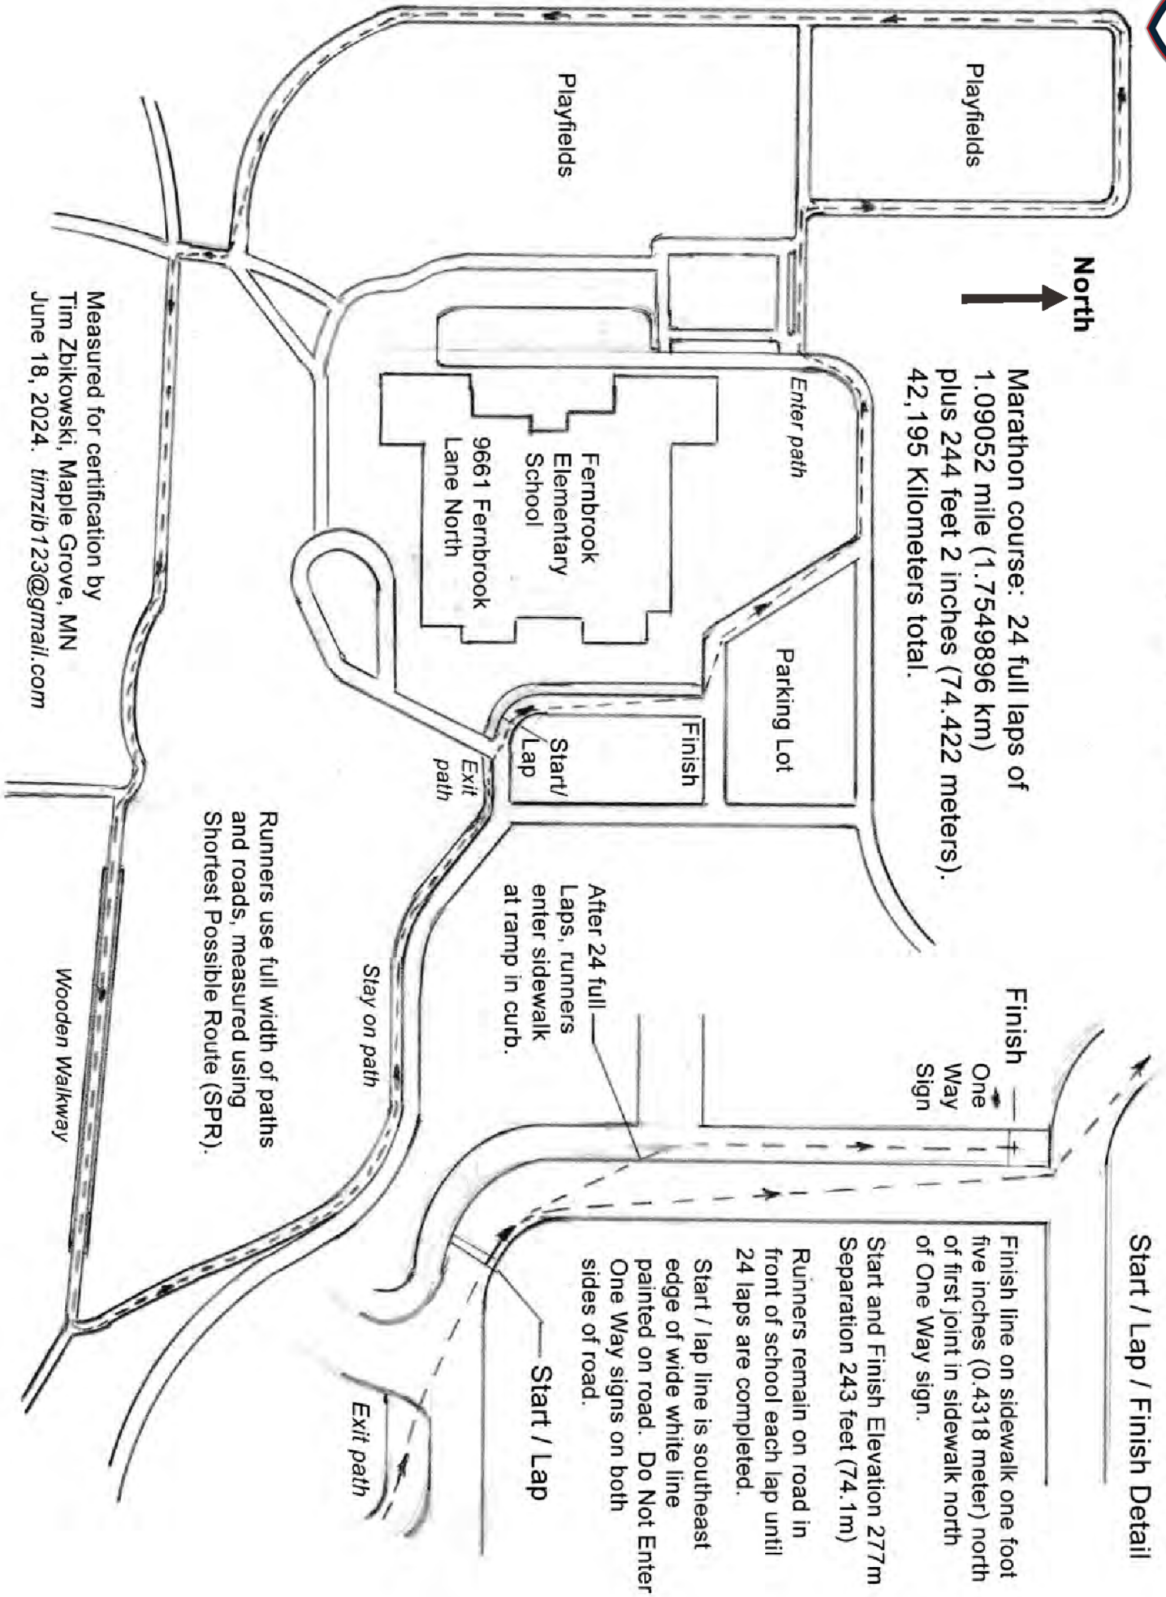 Start / Lap / Finish Detail
North
Marathon course:  24 full laps of
1.09052 mile (1.7549896 km)
plus 244 feet 2 inches (74.422 meters).
42,195 Kilometers total.
Playfields
Playfields
Enter path
Parking Lot
Finish
Fernbrook
Elementary
School
9661 Fernbrook
Lane North
Start/
Lap
Exit
path
Stay on path
Wooden Walkway
Measured for certification by
Tim Zbikowski, Maple Grove, MN
June 18, 2024.  timzib123@gmail.com
Runners use full width of paths
and roads, measured using
Shortest Possible Route (SPR).
After 24 full
Laps, runners
enter sidewalk
at ramp in curb.
Finish
One
Way
Sign
Finish line on sidewalk one foot
five inches (0.4318 meter) north
of first joint in sidewalk north
of One Way sign.
Start and Finish Elevation 277m
Separation 243 feet (74.1m)
Runners remain on road in
front of school each lap until
24 laps are completed.
Start / lap line is southeast
edge of wide white line
painted on road.  Do Not Enter
One Way signs on both
sides of road.
Start / Lap
Exit path